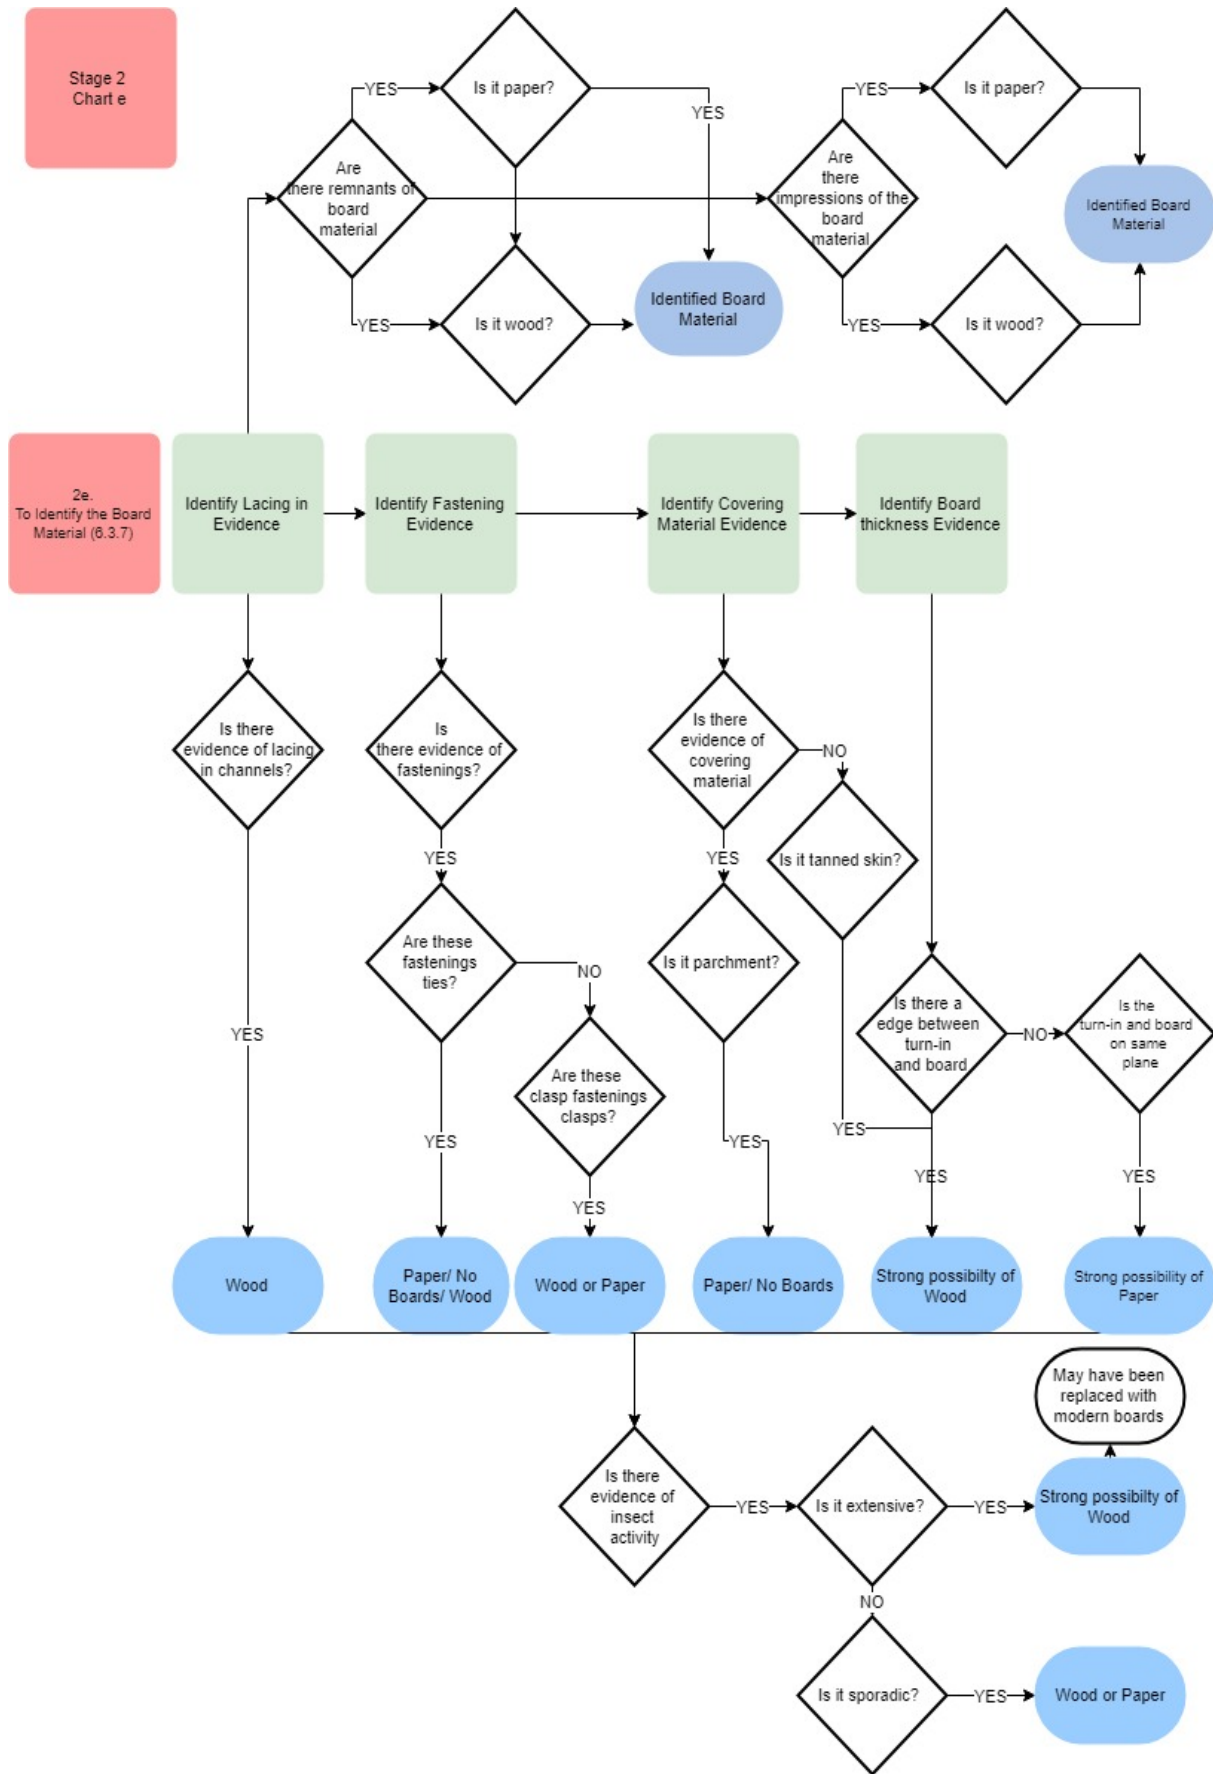 Stage 2
Chart e
YES
Is it paper?
YES
Are
there remnants of
board
material
YES
Is it wood?
Identified Board
Material
YES
Is it paper?
Are
there
impressions of the
board
material
Identified Board
Material
YES
Is it wood?
2e.
To Identify the Board
Material (6.3.7)
Identify Lacing in
Evidence
Identify Fastening
Evidence
Identify Covering
Material Evidence
Identify Board
thickness Evidence
Is there
evidence of lacing
in channels?
YES
Wood
Is
there evidence of
fastenings?
YES
Are these
fastenings
ties?
NO
YES
Paper/ No
Boards/ Wood
Are these
clasp fastenings
clasps?
YES
Wood or Paper
Is there
evidence of
covering
material
NO
YES
Is it tanned skin?
YES
Is it parchment?
YES
Paper/ No Boards
Is there a
edge between
turn-in
and board
NO
YES
Strong possibilty of
Wood
Is the
turn-in and board
on same
plane
YES
Strong possibility of
Paper
Is there
evidence of
insect
activity
YES
Is it extensive?
YES
Strong possibilty of
Wood
May have been
replaced with
modern boards
NO
Is it sporadic?
YES
Wood or Paper